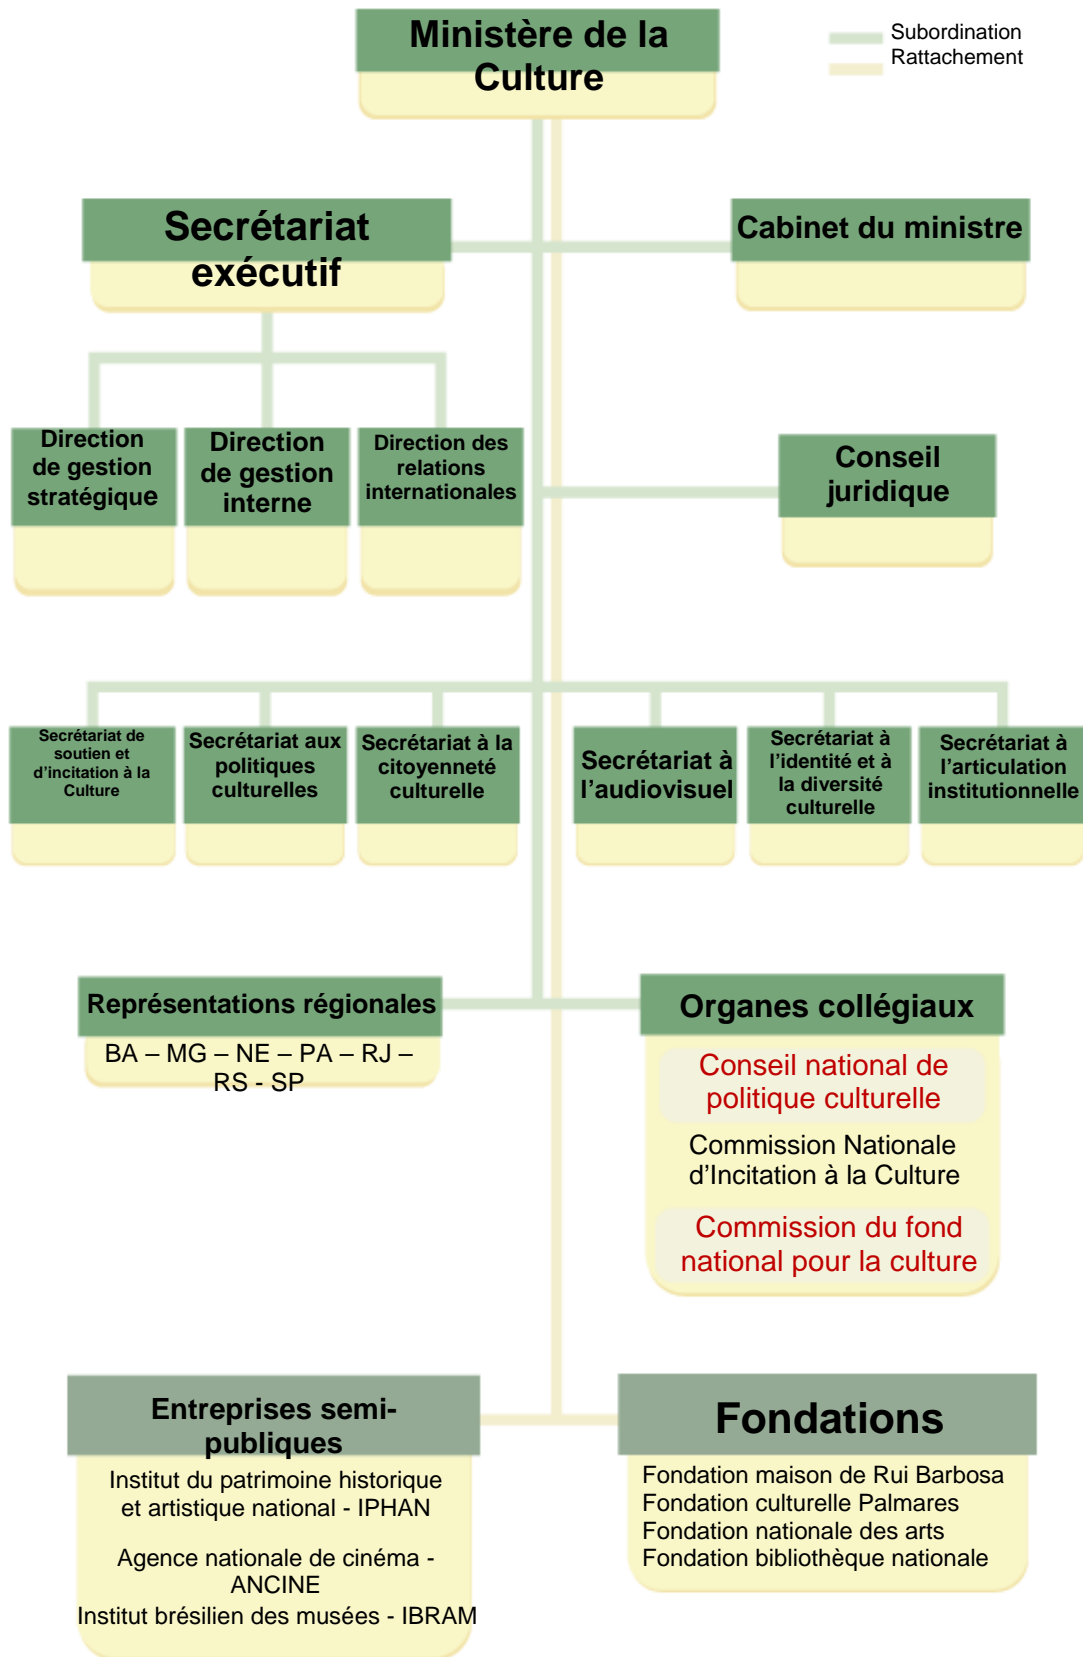 Ministère de la
Culture
Subordination
Rattachement
Secrétariat
exécutif
Cabinet du ministre
Direction
de gestion
stratégique
Direction
de gestion
interne
Direction des
relations
internationales
Conseil
juridique
Secrétariat de
soutien et
d'incitation à la
Culture
Secrétariat aux
politiques
culturelles
Secrétariat à la
citoyenneté
culturelle
Secrétariat à
l'audiovisuel
Secrétariat à
l'identité et à
la diversité
culturelle
Secrétariat à
l'articulation
institutionnelle
Représentations régionales
BA – MG – NE – PA – RJ –
RS - SP
Organes collégiaux
Conseil national de
politique culturelle
Commission Nationale
d'Incitation à la Culture
Commission du fond
national pour la culture
Entreprises semi-
publiques
Institut du patrimoine historique
et artistique national - IPHAN
Agence nationale de cinéma -
ANCINE
Institut brésilien des musées - IBRAM
Fondations
Fondation maison de Rui Barbosa
Fondation culturelle Palmares
Fondation nationale des arts
Fondation bibliothèque nationale